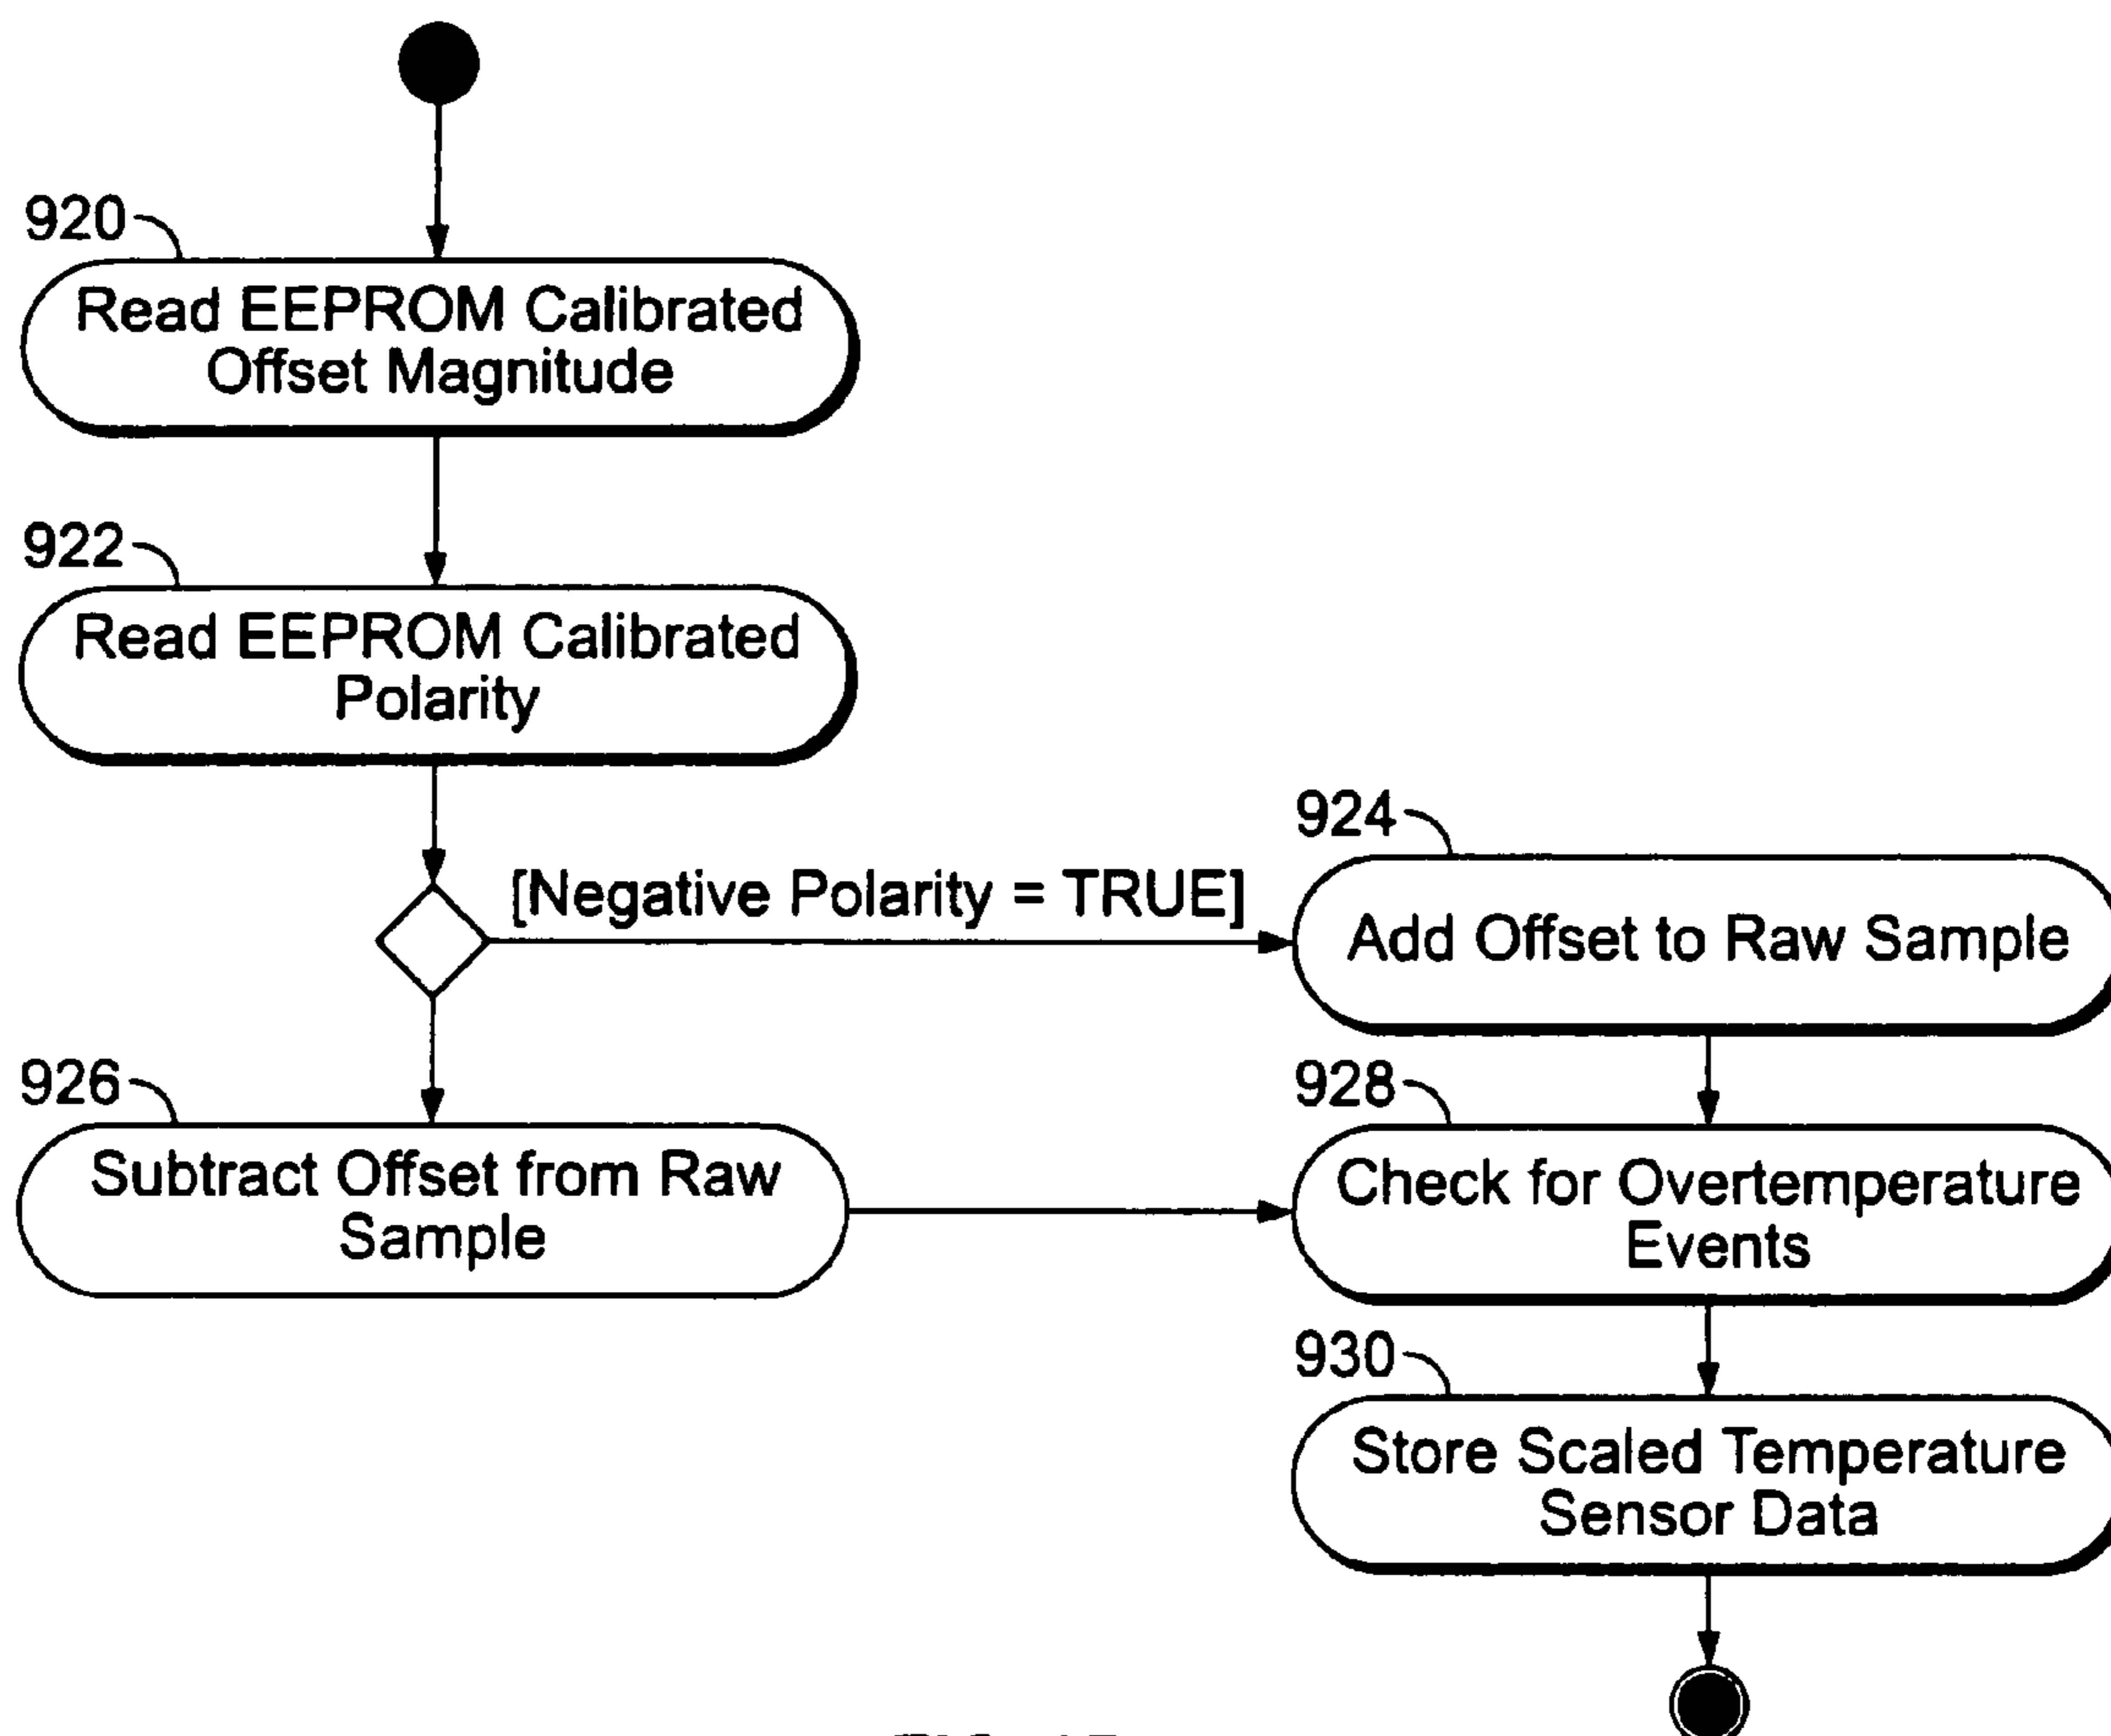 920
Read EEPROM Calibrated
Offset Magnitude
922
Read EEPROM Calibrated
Polarity
[Negative Polarity = TRUE]
924
Add Offset to Raw Sample
926
Subtract Offset from Raw
Sample
928
Check for Overtemperature
Events
930
Store Scaled Temperature
Sensor Data